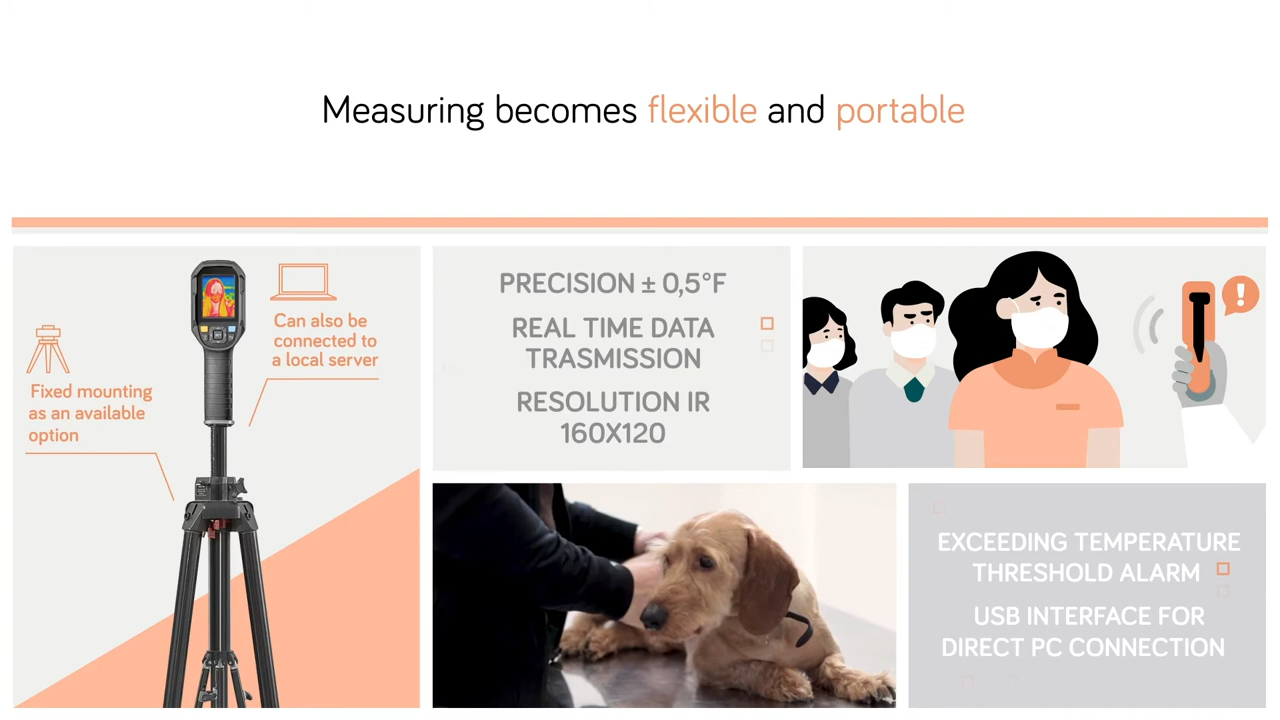 Measuring becomes flexible and portable
Can also be
connected to
a local server
Fixed mounting
as an available
option
PRECISION ± 0,5°F
REAL TIME DATA
TRASMISSION
RESOLUTION IR
160X120
!
EXCEEDING TEMPERATURE
THRESHOLD ALARM
USB INTERFACE FOR
DIRECT PC CONNECTION